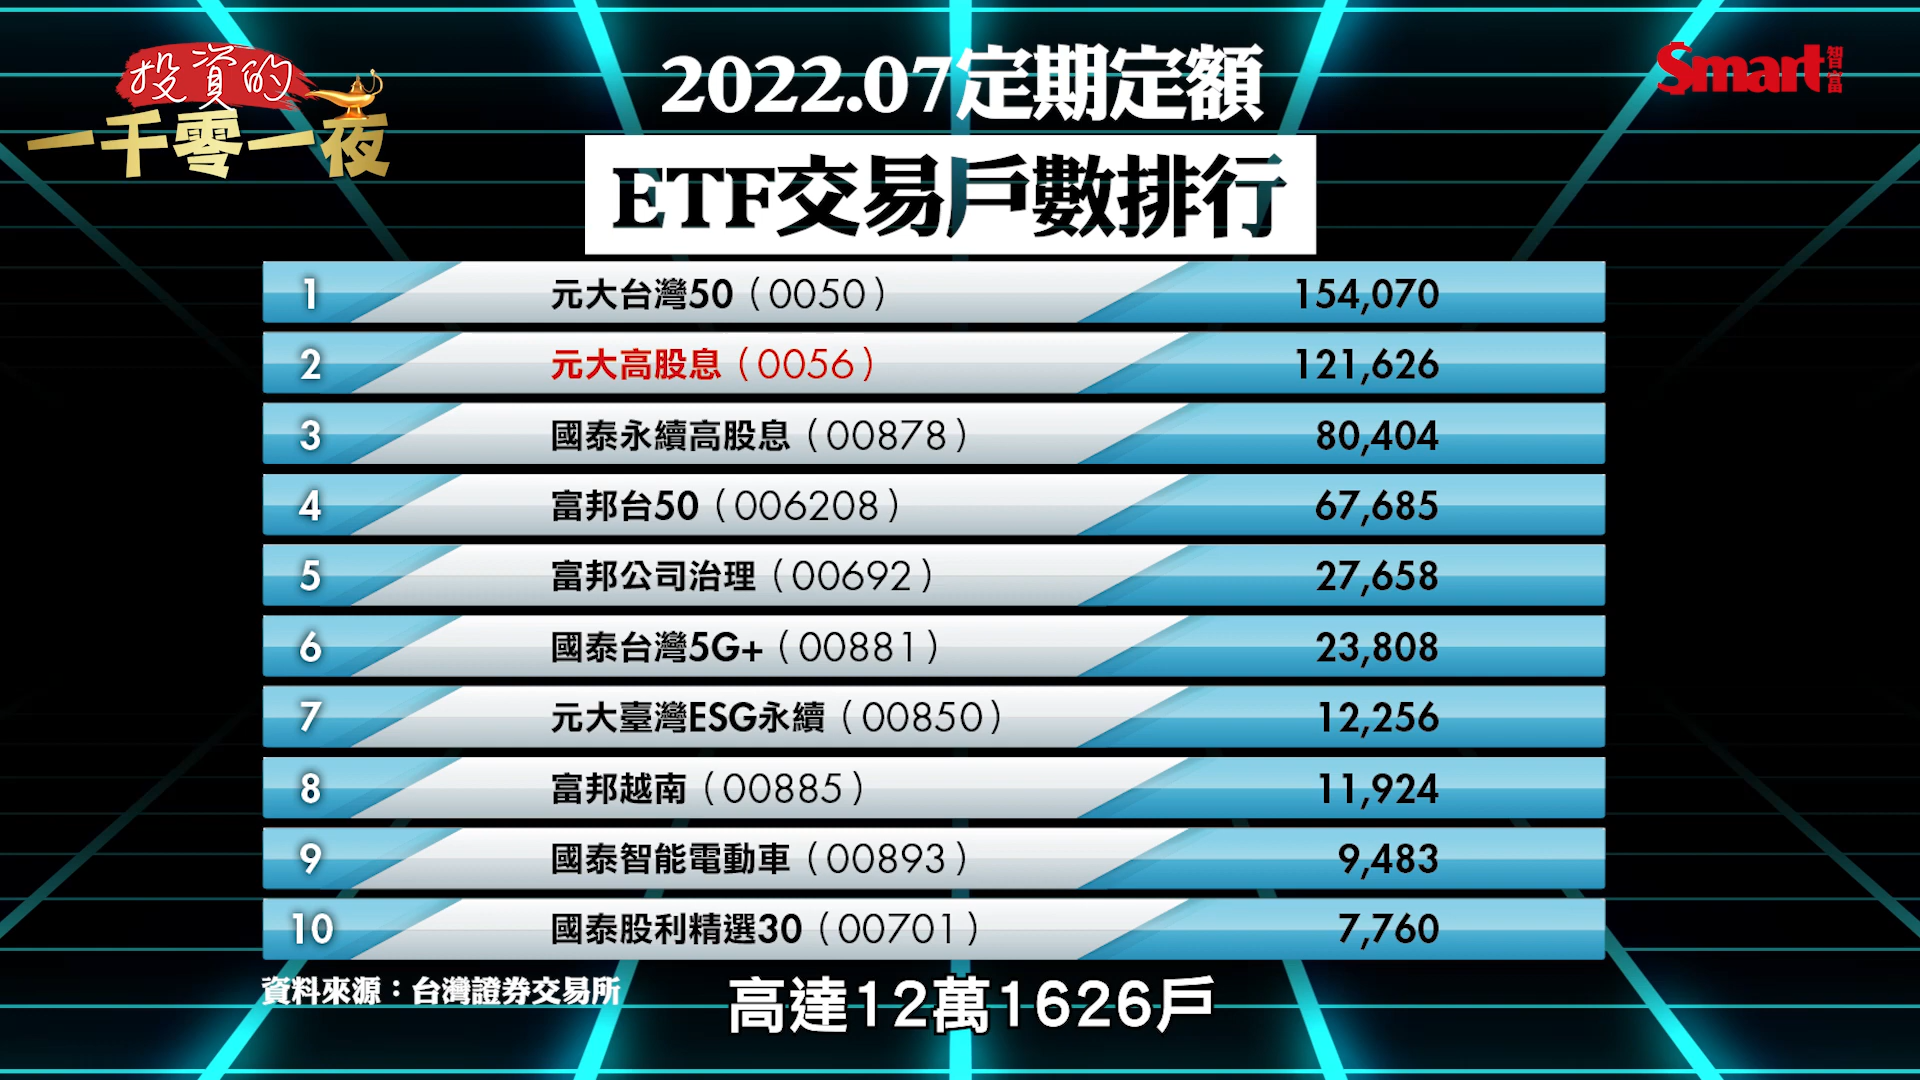 投資的
一千零一夜
2022.07定期定額
Smart智富
ETF交易戶數排行
1 元大台灣50（0050） 154,070
2 元大高股息（0056） 121,626
3 國泰永續高股息（00878） 80,404
4 富邦台50（006208） 67,685
5 富邦公司治理（00692） 27,658
6 國泰台灣5G+（00881） 23,808
7 元大臺灣ESG永續（00850） 12,256
8 富邦越南（00885） 11,924
9 國泰智能電動車（00893） 9,483
10 國泰股利精選30（00701） 7,760
資料來源：台灣證券交易所
高達12萬1626戶